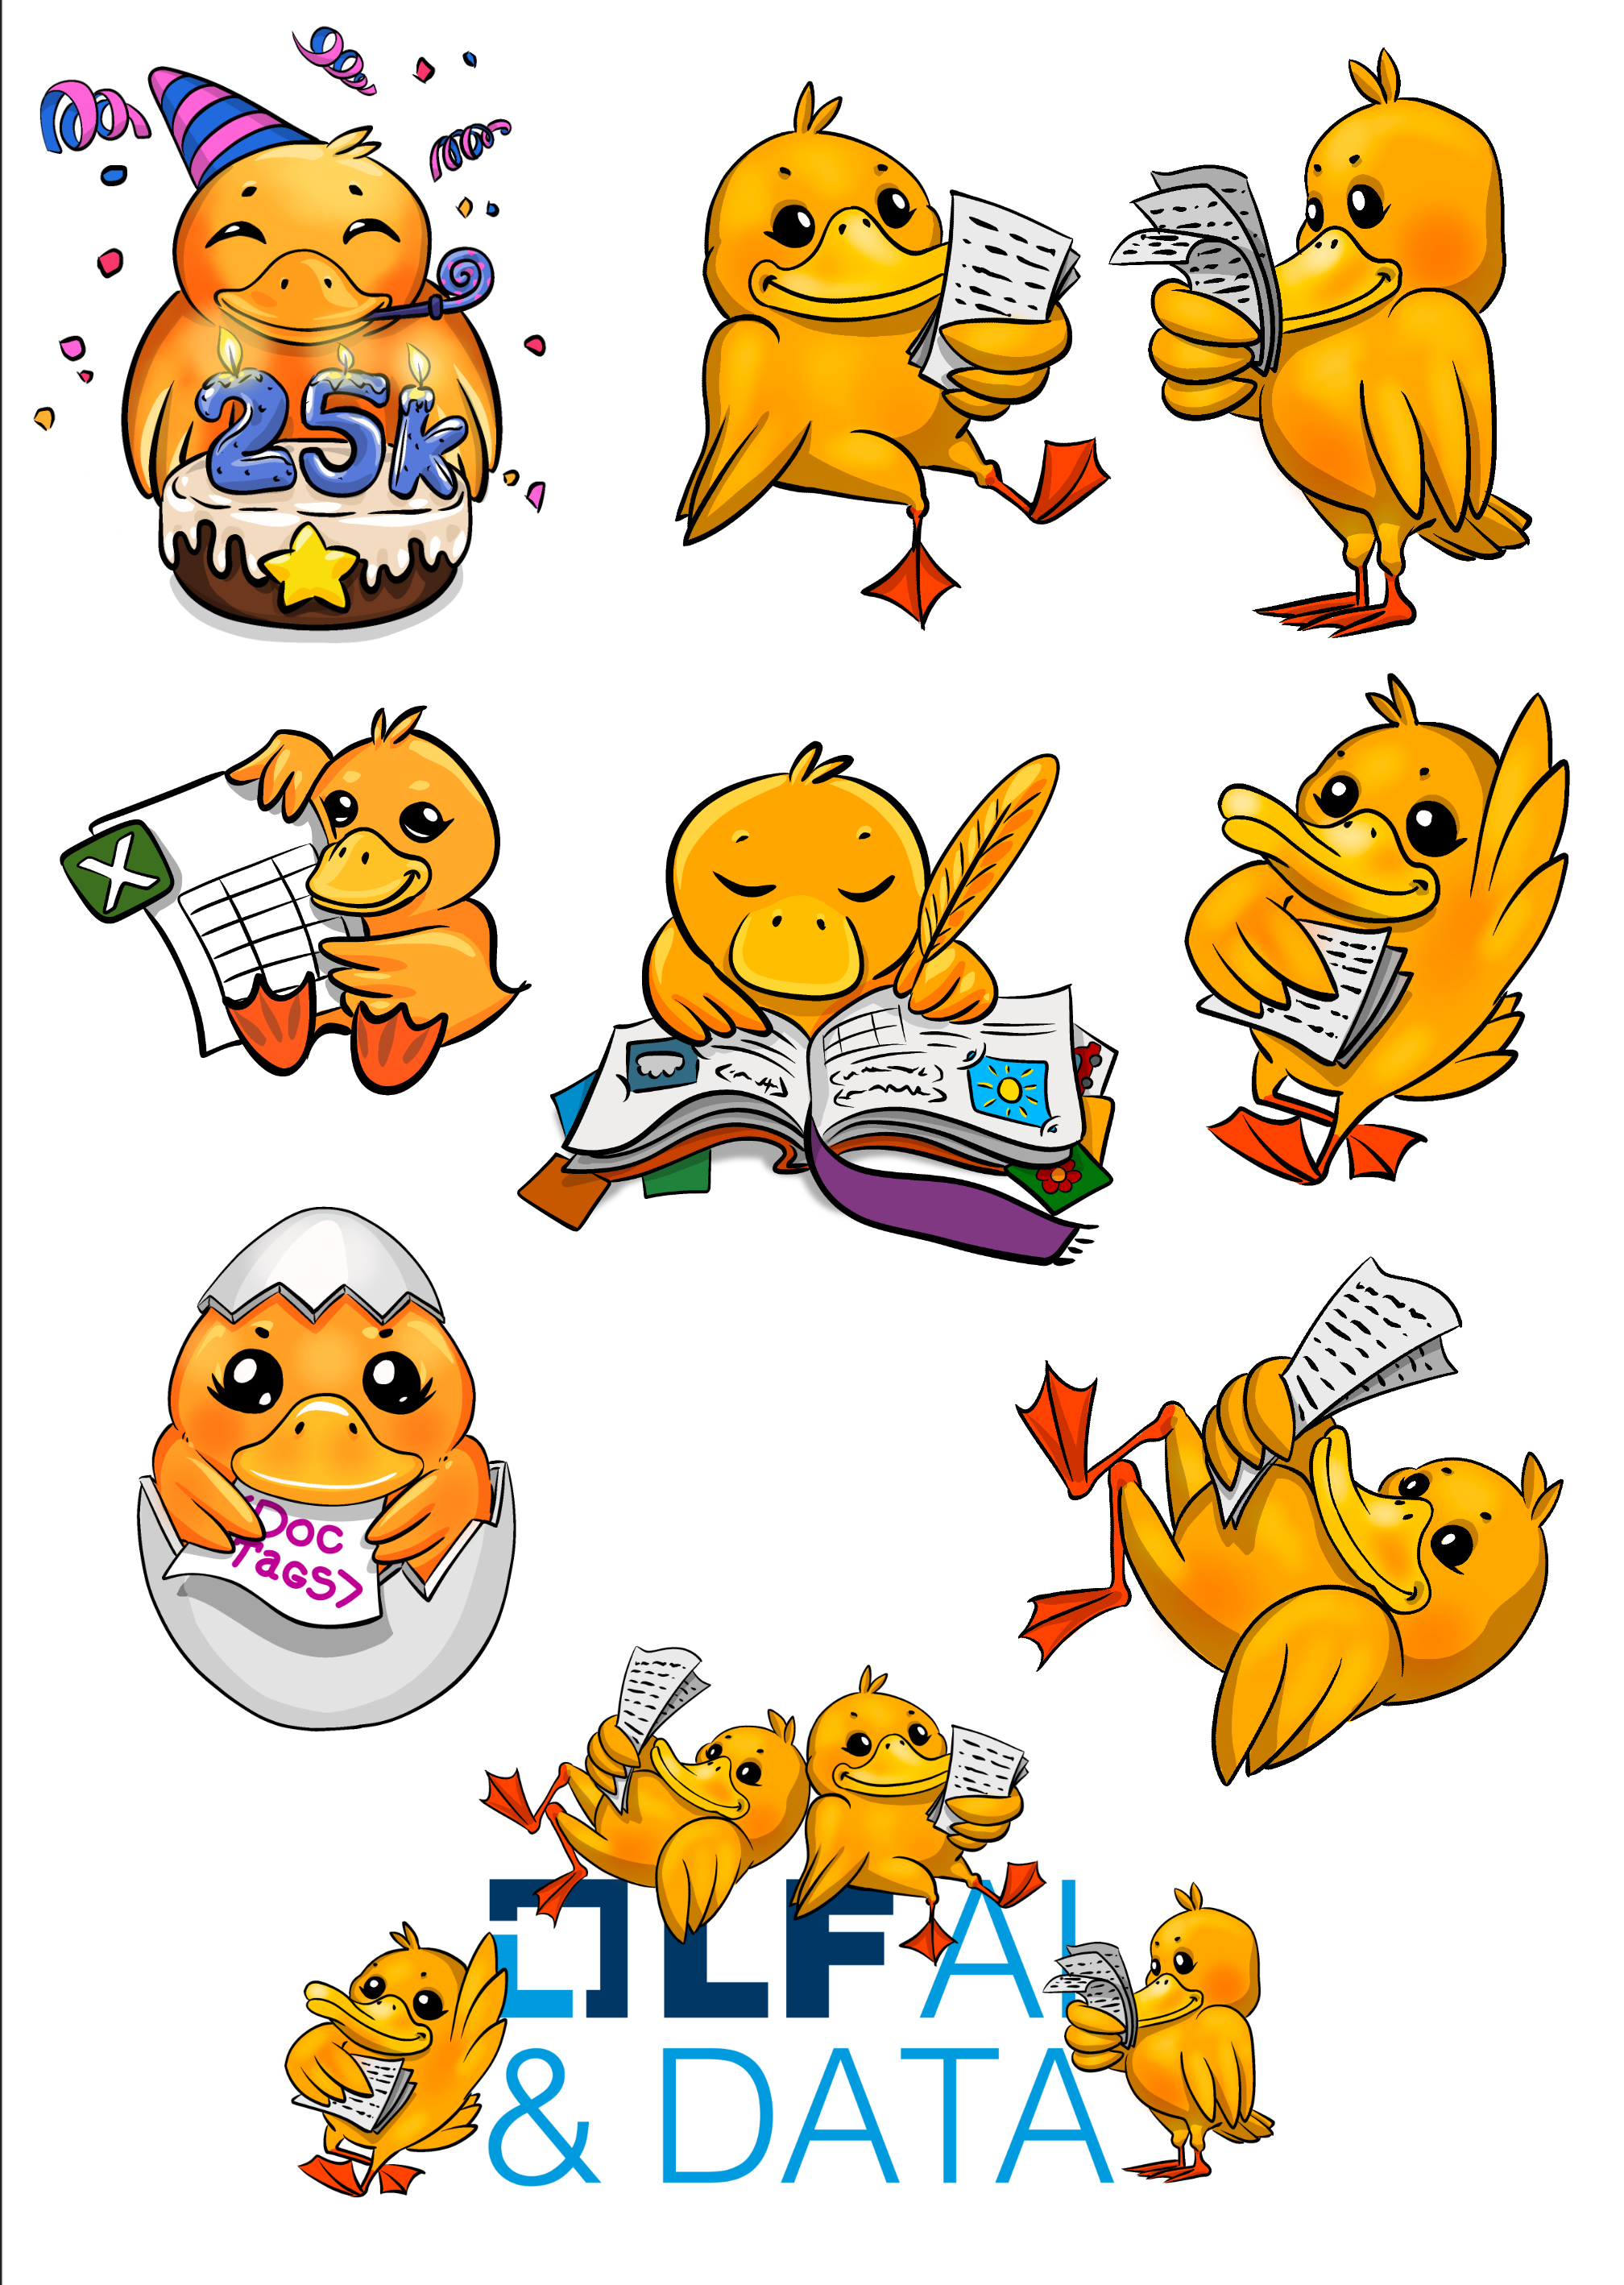 25k
X
<Doc
Tags>
LF AI
& DATA